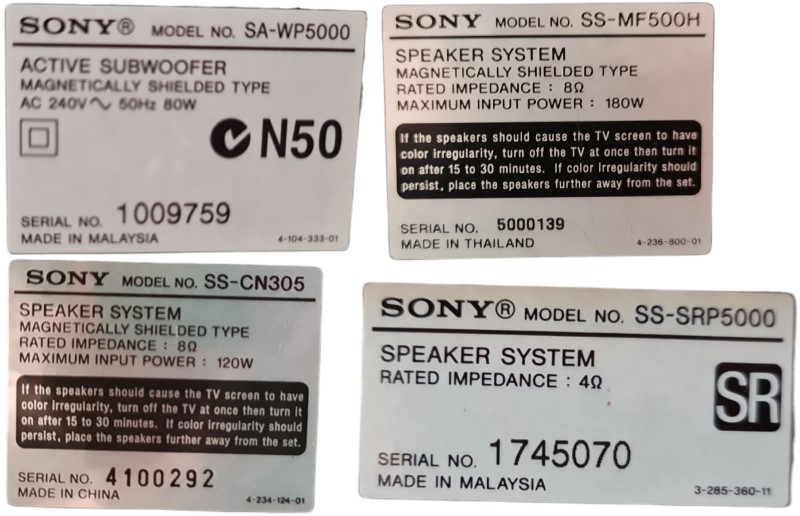 SONY® MODEL NO. SA-WP5000
ACTIVE SUBWOOFER
MAGNETICALLY SHIELDED TYPE
AC 240V～ 50Hz 80W
N50
SERIAL NO. 1009759
MADE IN MALAYSIA 4-104-333-01
SONY MODEL NO. SS-MF500H
SPEAKER SYSTEM
MAGNETICALLY SHIELDED TYPE
RATED IMPEDANCE : 8Ω
MAXIMUM INPUT POWER : 180W
If the speakers should cause the TV screen to have
color irregularity, turn off the TV at once then turn it
on after 15 to 30 minutes. If color irregularity should
persist, place the speakers further away from the set.
SERIAL NO. 5000139
MADE IN THAILAND 4-236-800-01
SONY MODEL NO. SS-CN305
SPEAKER SYSTEM
MAGNETICALLY SHIELDED TYPE
RATED IMPEDANCE : 8Ω
MAXIMUM INPUT POWER : 120W
If the speakers should cause the TV screen to have
color irregularity, turn off the TV at once then turn it
on after 15 to 30 minutes. If color irregularity should
persist, place the speakers further away from the set.
SERIAL NO. 4100292
MADE IN CHINA 4-234-124-01
SONY® MODEL NO. SS-SRP5000
SPEAKER SYSTEM
RATED IMPEDANCE : 4Ω
SR
SERIAL NO. 1745070
MADE IN MALAYSIA 3-285-360-11